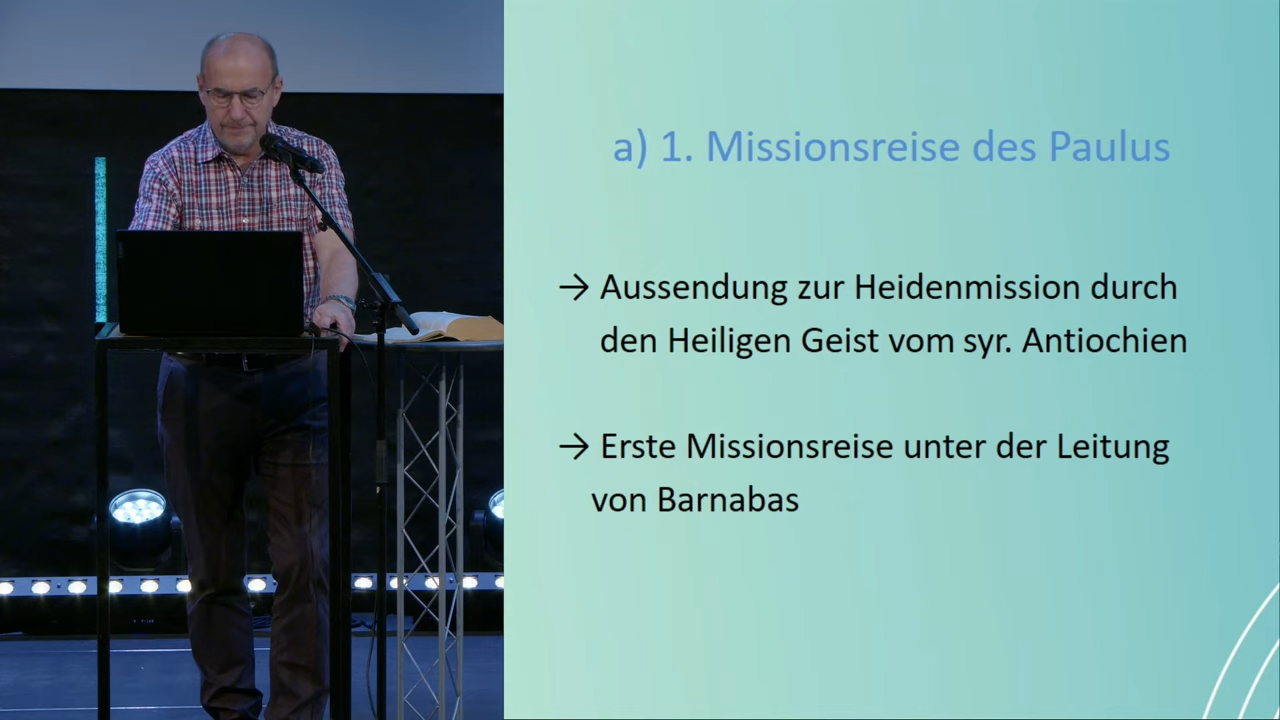 a) 1. Missionsreise des Paulus
→ Aussendung zur Heidenmission durch
den Heiligen Geist vom syr. Antiochien
→ Erste Missionsreise unter der Leitung
von Barnabas